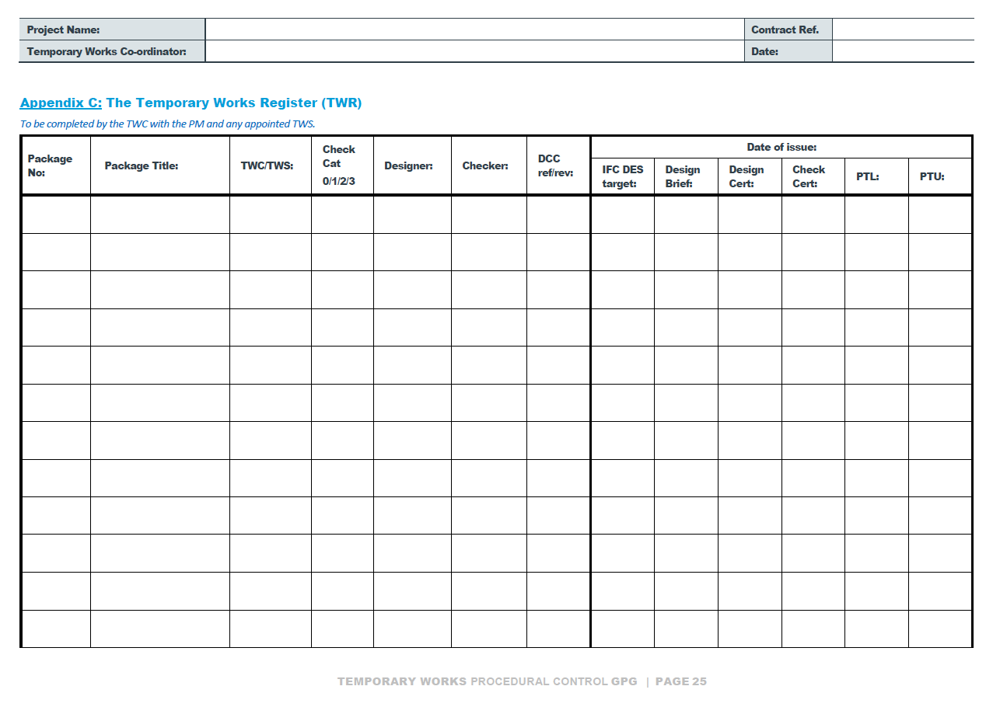 Project Name:
Contract Ref.
Temporary Works Co-ordinator:
Date:
Appendix C: The Temporary Works Register (TWR)
To be completed by the TWC with the PM and any appointed TWS.
Package
No:
Package Title:
TWC/TWS:
Check
Cat
0/1/2/3
Designer:
Checker:
DCC
ref/rev:
Date of issue:
IFC DES
target:
Design
Brief:
Design
Cert:
Check
Cert:
PTL:
PTU:
TEMPORARY WORKS PROCEDURAL CONTROL GPG | PAGE 25